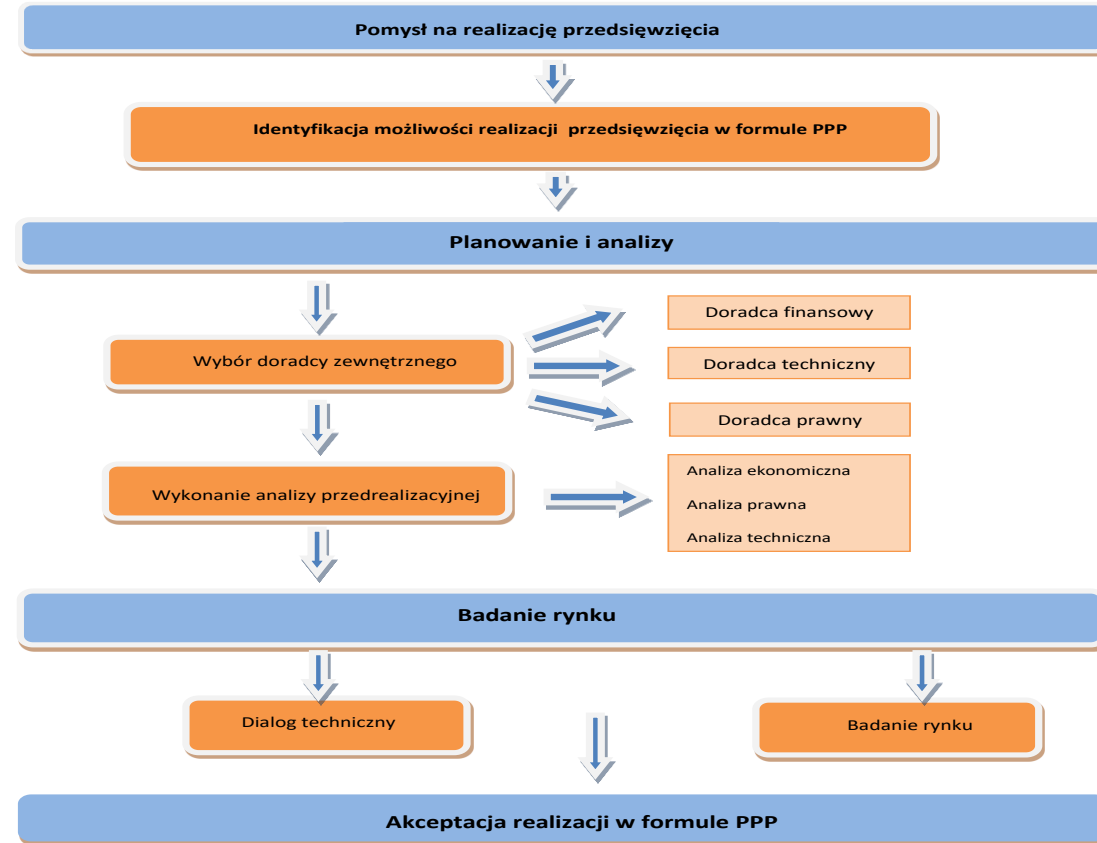 Pomysł na realizację przedsięwzięcia
Identyfikacja możliwości realizacji przedsięwzięcia w formule PPP
Planowanie i analizy
Wybór doradcy zewnętrznego
Doradca finansowy
Doradca techniczny
Doradca prawny
Wykonanie analizy przedrealizacyjnej
Analiza ekonomiczna
Analiza prawna
Analiza techniczna
Badanie rynku
Dialog techniczny
Badanie rynku
Akceptacja realizacji w formule PPP